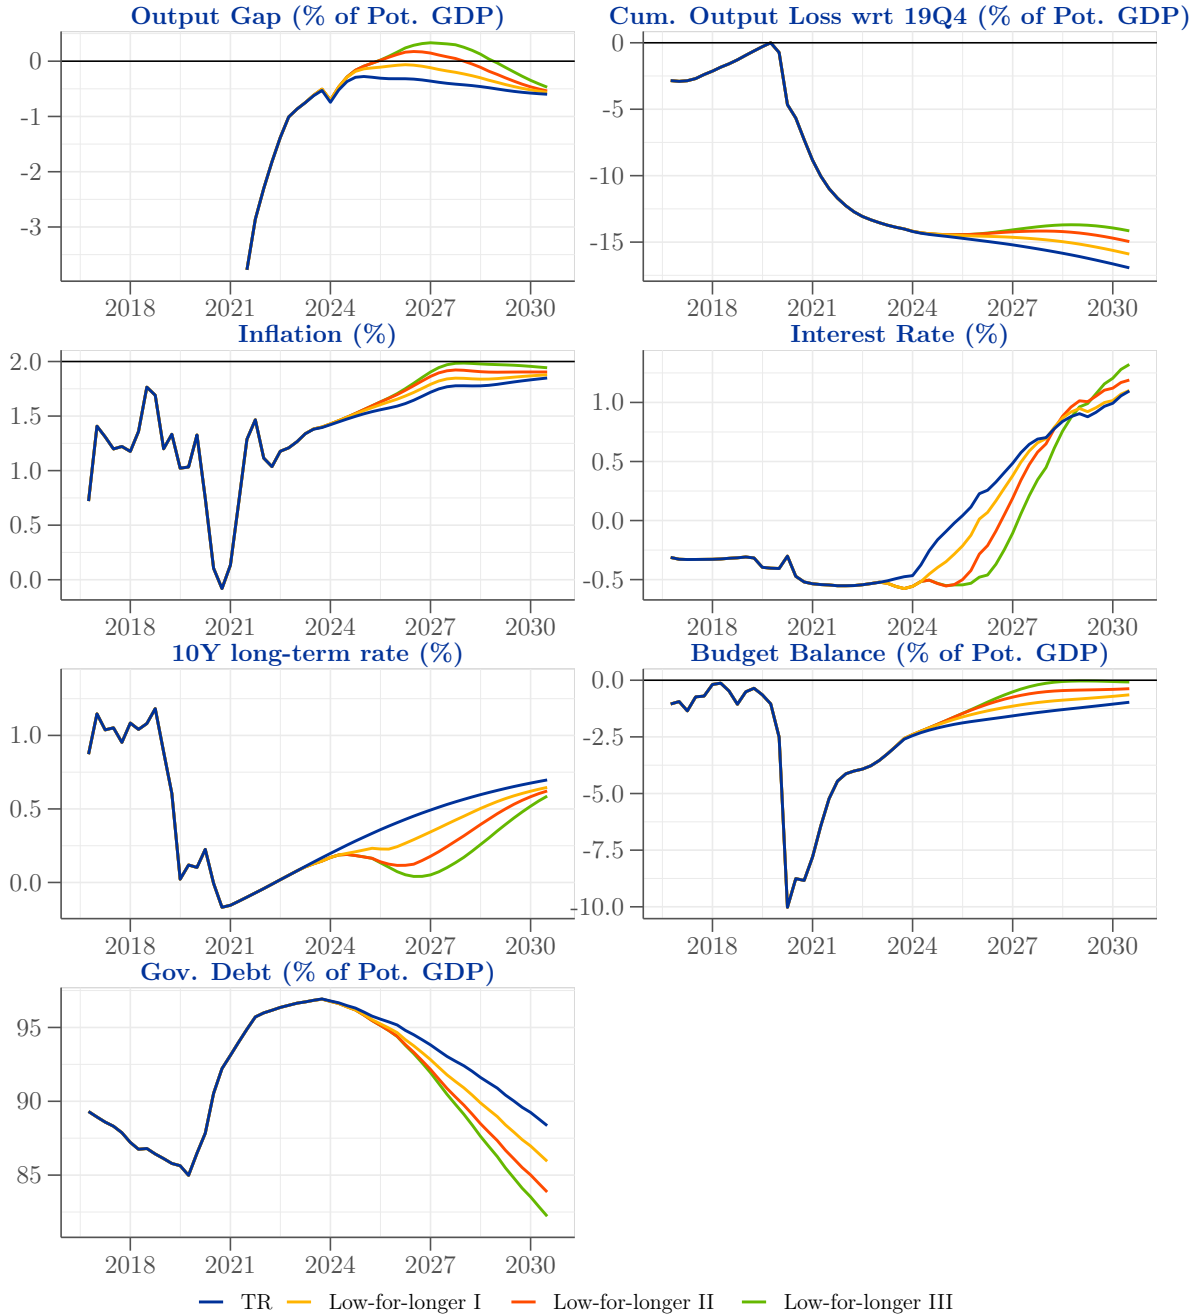 Output Gap (% of Pot. GDP)
0
-1
-2
-3
2018 2021 2024 2027 2030
Cum. Output Loss wrt 19Q4 (% of Pot. GDP)
0
-5
-10
-15
2018 2021 2024 2027 2030
Inflation (%)
2.0
1.5
1.0
0.5
0.0
2018 2021 2024 2027 2030
Interest Rate (%)
1.0
0.5
0.0
-0.5
2018 2021 2024 2027 2030
10Y long-term rate (%)
1.0
0.5
0.0
2018 2021 2024 2027 2030
Budget Balance (% of Pot. GDP)
0.0
-2.5
-5.0
-7.5
-10.0
2018 2021 2024 2027 2030
Gov. Debt (% of Pot. GDP)
95
90
85
2018 2021 2024 2027 2030
TR Low-for-longer I Low-for-longer II Low-for-longer III